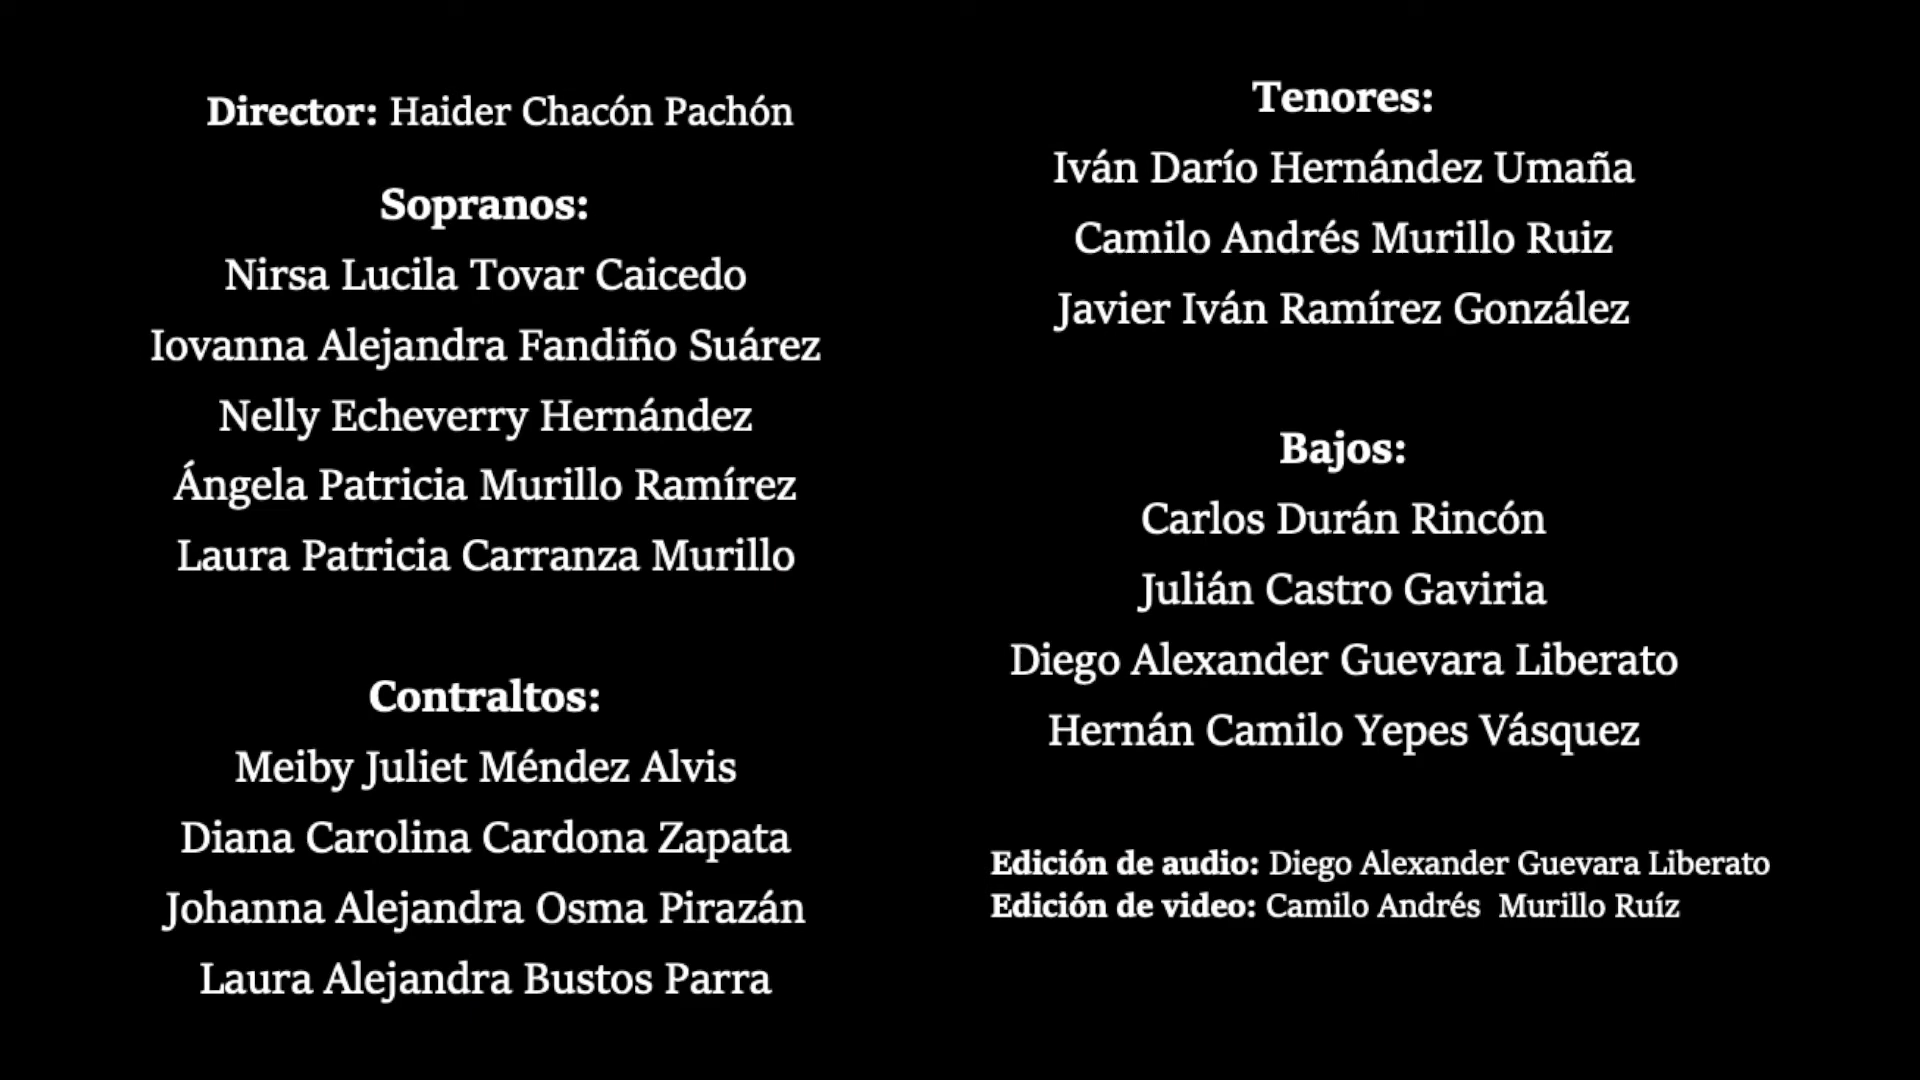 Director: Haider Chacón Pachón
Sopranos:
Nirsa Lucila Tovar Caicedo
Iovanna Alejandra Fandiño Suárez
Nelly Echeverry Hernández
Ángela Patricia Murillo Ramírez
Laura Patricia Carranza Murillo
Contraltos:
Meiby Juliet Méndez Alvis
Diana Carolina Cardona Zapata
Johanna Alejandra Osma Pirazán
Laura Alejandra Bustos Parra
Tenores:
Iván Darío Hernández Umaña
Camilo Andrés Murillo Ruiz
Javier Iván Ramírez González
Bajos:
Carlos Durán Rincón
Julián Castro Gaviria
Diego Alexander Guevara Liberato
Hernán Camilo Yepes Vásquez
Edición de audio: Diego Alexander Guevara Liberato
Edición de video: Camilo Andrés  Murillo Ruíz